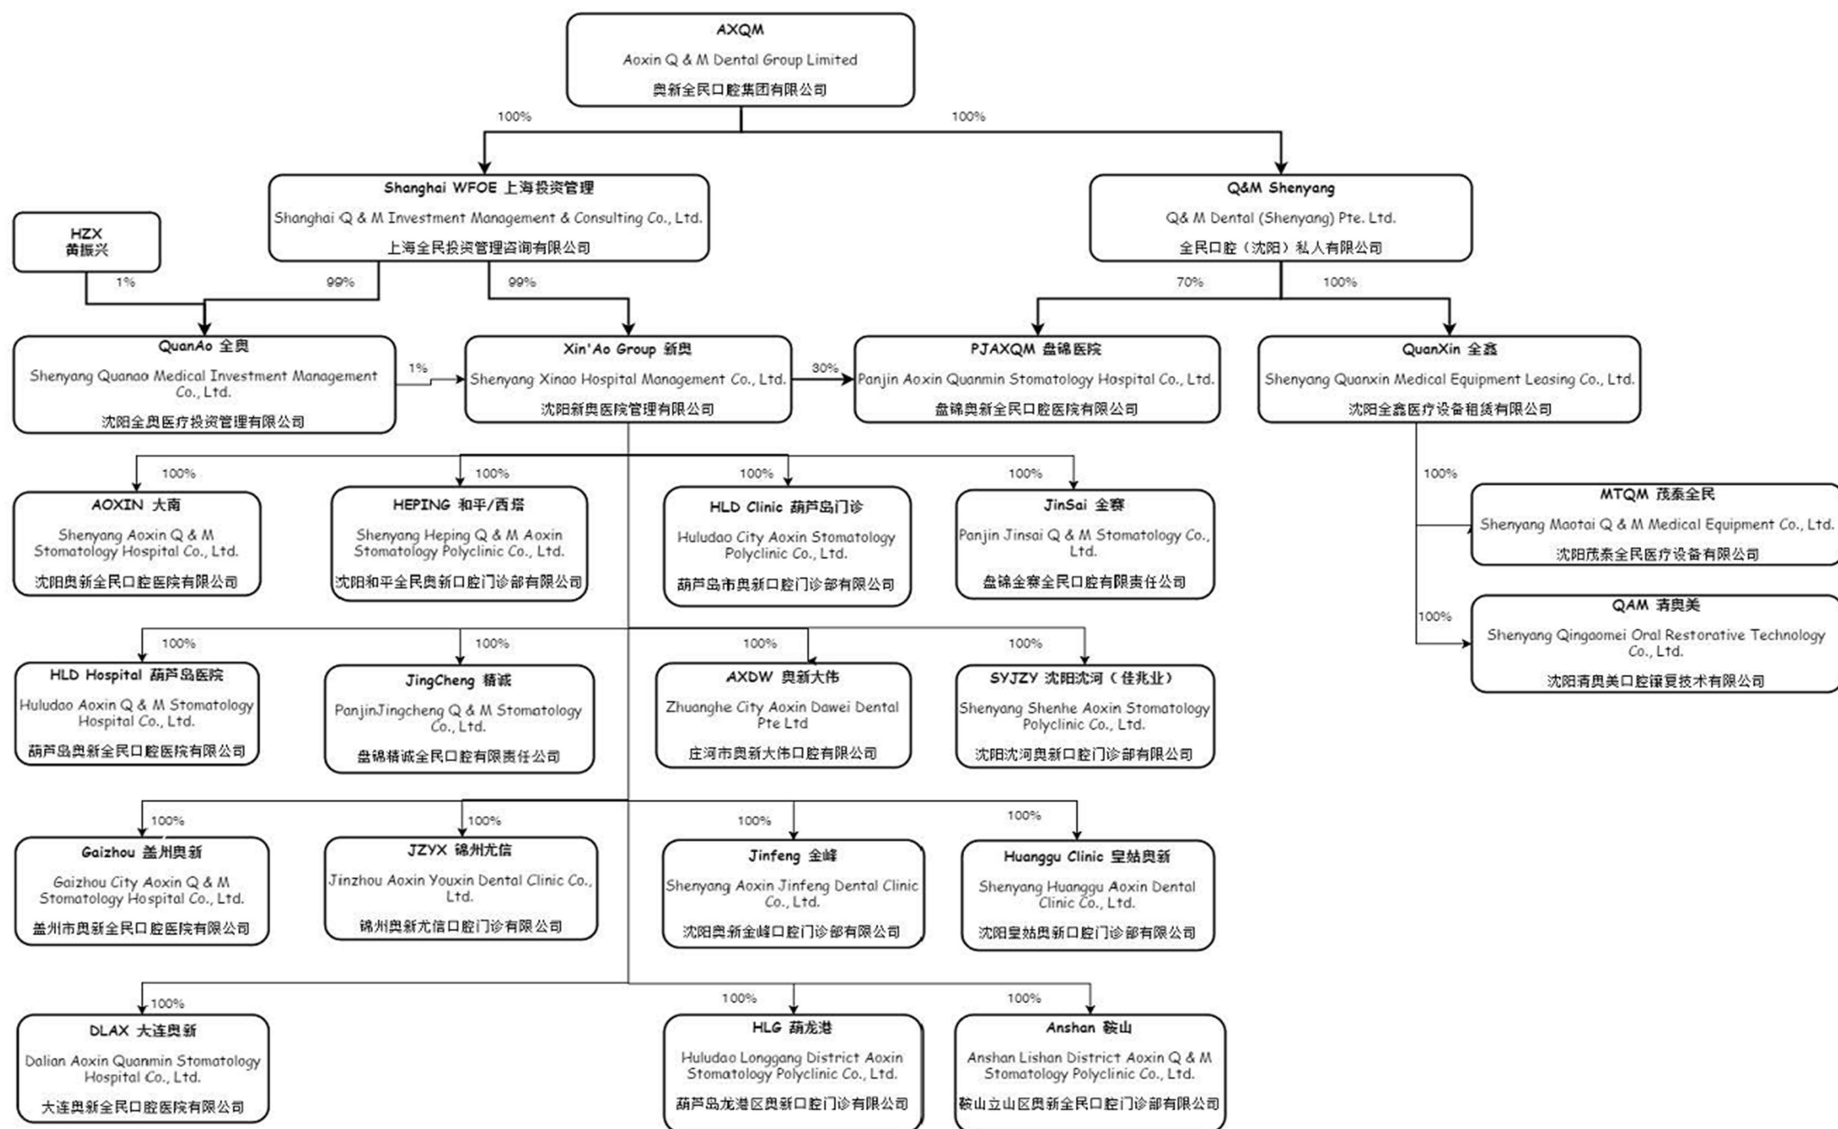 AXQM
Aoxin Q & M Dental Group Limited
奥新全民口腔集团有限公司
100%
100%
Shanghai WFOE 上海投资管理
Shanghai Q & M Investment Management & Consulting Co., Ltd.
上海全民投资管理咨询有限公司
Q&M Shenyang
Q& M Dental (Shenyang) Pte. Ltd.
全民口腔（沈阳）私人有限公司
HZX
黄振兴
1%
99%
99%
70%
100%
QuanAo 全奥
Shenyang Quanao Medical Investment Management
Co., Ltd.
沈阳全奥医疗投资管理有限公司
1%
Xin'Ao Group 新奥
Shenyang Xinao Hospital Management Co., Ltd.
沈阳新奥医院管理有限公司
30%
PJAXQM 盘锦医院
Panjin Aoxin Quanmin Stomatology Hospital Co., Ltd.
盘锦奥新全民口腔医院有限公司
QuanXin 全鑫
Shenyang Quanxin Medical Equipment Leasing Co., Ltd.
沈阳全鑫医疗设备租赁有限公司
100%
100%
100%
100%
100%
AOXIN 大南
Shenyang Aoxin Q & M
Stomatology Hospital Co., Ltd.
沈阳奥新全民口腔医院有限公司
HEPING 和平/西塔
Shenyang Heping Q & M Aoxin
Stomatology Polyclinic Co., Ltd.
沈阳和平全民奥新口腔门诊部有限公司
HLD Clinic 葫芦岛门诊
Huludao City Aoxin Stomatology
Polyclinic Co., Ltd.
葫芦岛市奥新口腔门诊部有限公司
JinSai 金赛
Panjin Jinsai Q & M Stomatology Co.,
Ltd.
盘锦金赛全民口腔有限责任公司
MTQM 茂泰全民
Shenyang Maotai Q & M Medical Equipment Co., Ltd.
沈阳茂泰全民医疗设备有限公司
100%
QAM 清奥美
Shenyang Qingaomei Oral Restorative Technology
Co., Ltd.
沈阳清奥美口腔镶复技术有限公司
100%
100%
100%
100%
HLD Hospital 葫芦岛医院
Huludao Aoxin Q & M Stomatology
Hospital Co., Ltd.
葫芦岛奥新全民口腔医院有限公司
JingCheng 精诚
PanjinJingcheng Q & M Stomatology
Co., Ltd.
盘锦精诚全民口腔有限责任公司
AXDW 奥新大伟
Zhuanghe City Aoxin Dawei Dental
Pte Ltd
庄河市奥新大伟口腔有限公司
SYJZY 沈阳沈河（佳兆业）
Shenyang Shenhe Aoxin Stomatology
Polyclinic Co., Ltd.
沈阳沈河奥新口腔门诊部有限公司
100%
100%
100%
100%
Gaizhou 盖州奥新
Gaizhou City Aoxin Q & M
Stomatology Hospital Co., Ltd.
盖州市奥新全民口腔医院有限公司
JZYX 锦州尤信
Jinzhou Aoxin Youxin Dental Clinic Co.,
Ltd.
锦州奥新尤信口腔门诊有限公司
Jinfeng 金峰
Shenyang Aoxin Jinfeng Dental Clinic
Co., Ltd.
沈阳奥新金峰口腔门诊部有限公司
Huanggu Clinic 皇姑奥新
Shenyang Huanggu Aoxin Dental
Clinic Co., Ltd.
沈阳皇姑奥新口腔门诊部有限公司
100%
100%
100%
DLAX 大连奥新
Dalian Aoxin Quanmin Stomatology
Hospital Co., Ltd.
大连奥新全民口腔医院有限公司
HLG 葫龙港
Huludao Longgang District Aoxin
Stomatology Polyclinic Co., Ltd.
葫芦岛龙港区奥新口腔门诊有限公司
Anshan 鞍山
Anshan Lishan District Aoxin Q & M
Stomatology Polyclinic Co., Ltd.
鞍山立山区奥新全民口腔门诊部有限公司